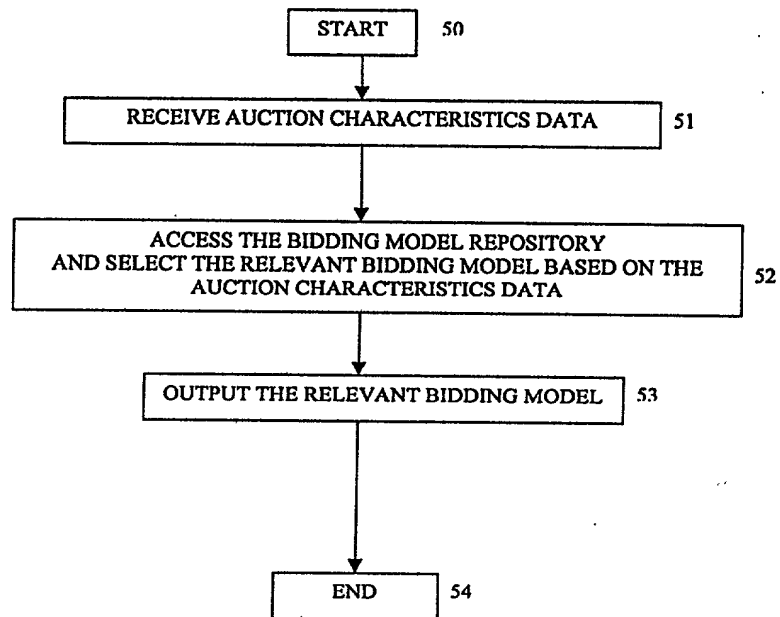 START 50
RECEIVE AUCTION CHARACTERISTICS DATA 51
ACCESS THE BIDDING MODEL REPOSITORY
AND SELECT THE RELEVANT BIDDING MODEL BASED ON THE
AUCTION CHARACTERISTICS DATA 52
OUTPUT THE RELEVANT BIDDING MODEL 53
END 54